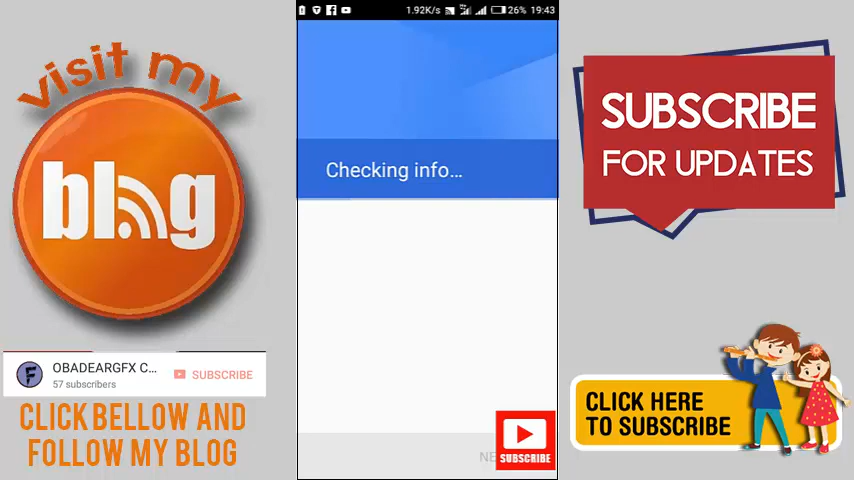 1.92K/s 26% 19:43
visit my
blog
SUBSCRIBE
FOR UPDATES
Checking info…
OBADEARGFX C...
57 subscribers
SUBSCRIBE
CLICK BELLOW AND
FOLLOW MY BLOG
CLICK HERE
TO SUBSCRIBE
SUBSCRIBE